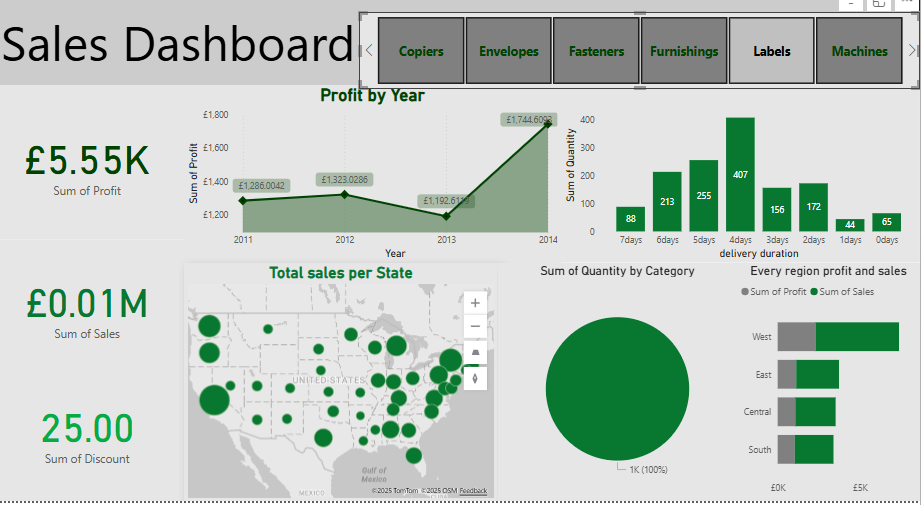 Sales Dashboard
Copiers
Envelopes
Fasteners
Furnishings
Labels
Machines
Profit by Year
£5.55K
Sum of Profit
Sum of Profit
£1,800
£1,600
£1,400
£1,200
£1,286.0042
£1,323.0286
£1,744.6093
2011
2012
2013
2014
Year
Sum of Quantity
400
300
200
100
0
88
213
255
407
156
172
44
65
7days
6days
5days
4days
3days
2days
1days
0days
delivery duration
£0.01M
Sum of Sales
25.00
Sum of Discount
Total sales per State
UNITED STATES
Gulf of
Mexico
MEXICO
©2025 TomTom ©2025 OSM Feedback
Sum of Quantity by Category
1K (100%)
Every region profit and sales
Sum of Profit
Sum of Sales
West
East
Central
South
£0K
£5K